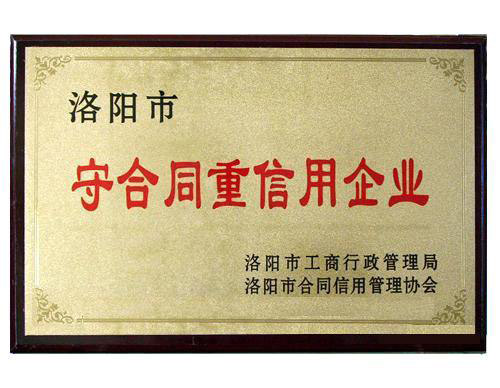 洛阳市
守合同重信用企业
洛阳市工商行政管理局
洛阳市合同信用管理协会